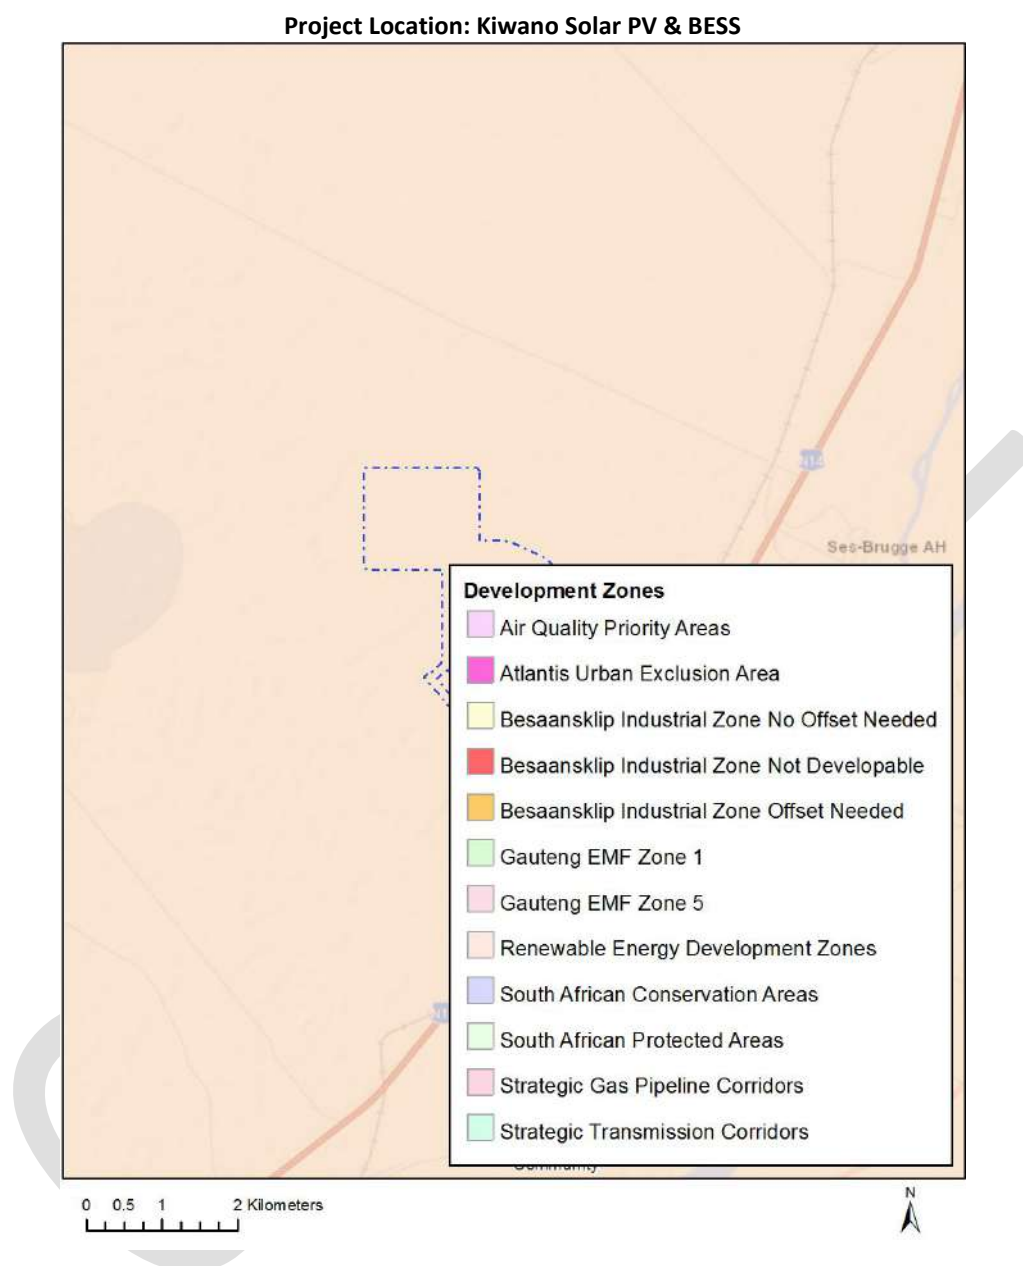 Project Location: Kiwano Solar PV & BESS
N14
Ses-Brugge AH
Development Zones
Air Quality Priority Areas
Atlantis Urban Exclusion Area
Besaansklip Industrial Zone No Offset Needed
Besaansklip Industrial Zone Not Developable
Besaansklip Industrial Zone Offset Needed
Gauteng EMF Zone 1
Gauteng EMF Zone 5
Renewable Energy Development Zones
South African Conservation Areas
South African Protected Areas
Strategic Gas Pipeline Corridors
Strategic Transmission Corridors
Community
0 0.5 1 2 Kilometers
N